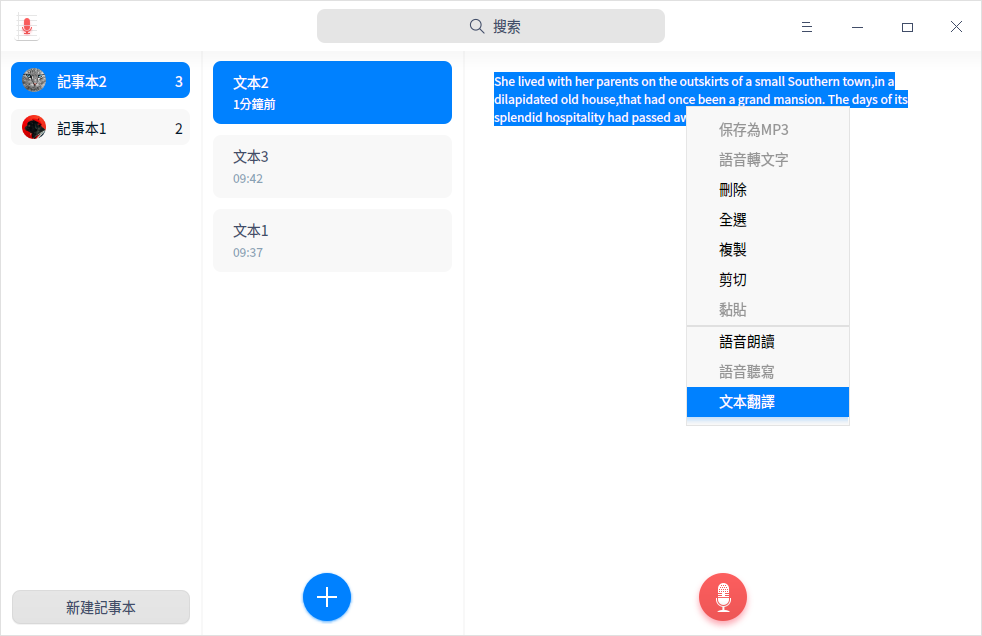 搜索
記事本2 3
記事本1 2
新建記事本
文本2
1分鐘前
文本3
09:42
文本1
09:37
She lived with her parents on the outskirts of a small Southern town,in a
dilapidated old house,that had once been a grand mansion. The days of its
splendid hospitality had passed aw
保存為MP3
語音轉文字
刪除
全選
複製
剪切
黏貼
語音朗讀
語音聽寫
文本翻譯